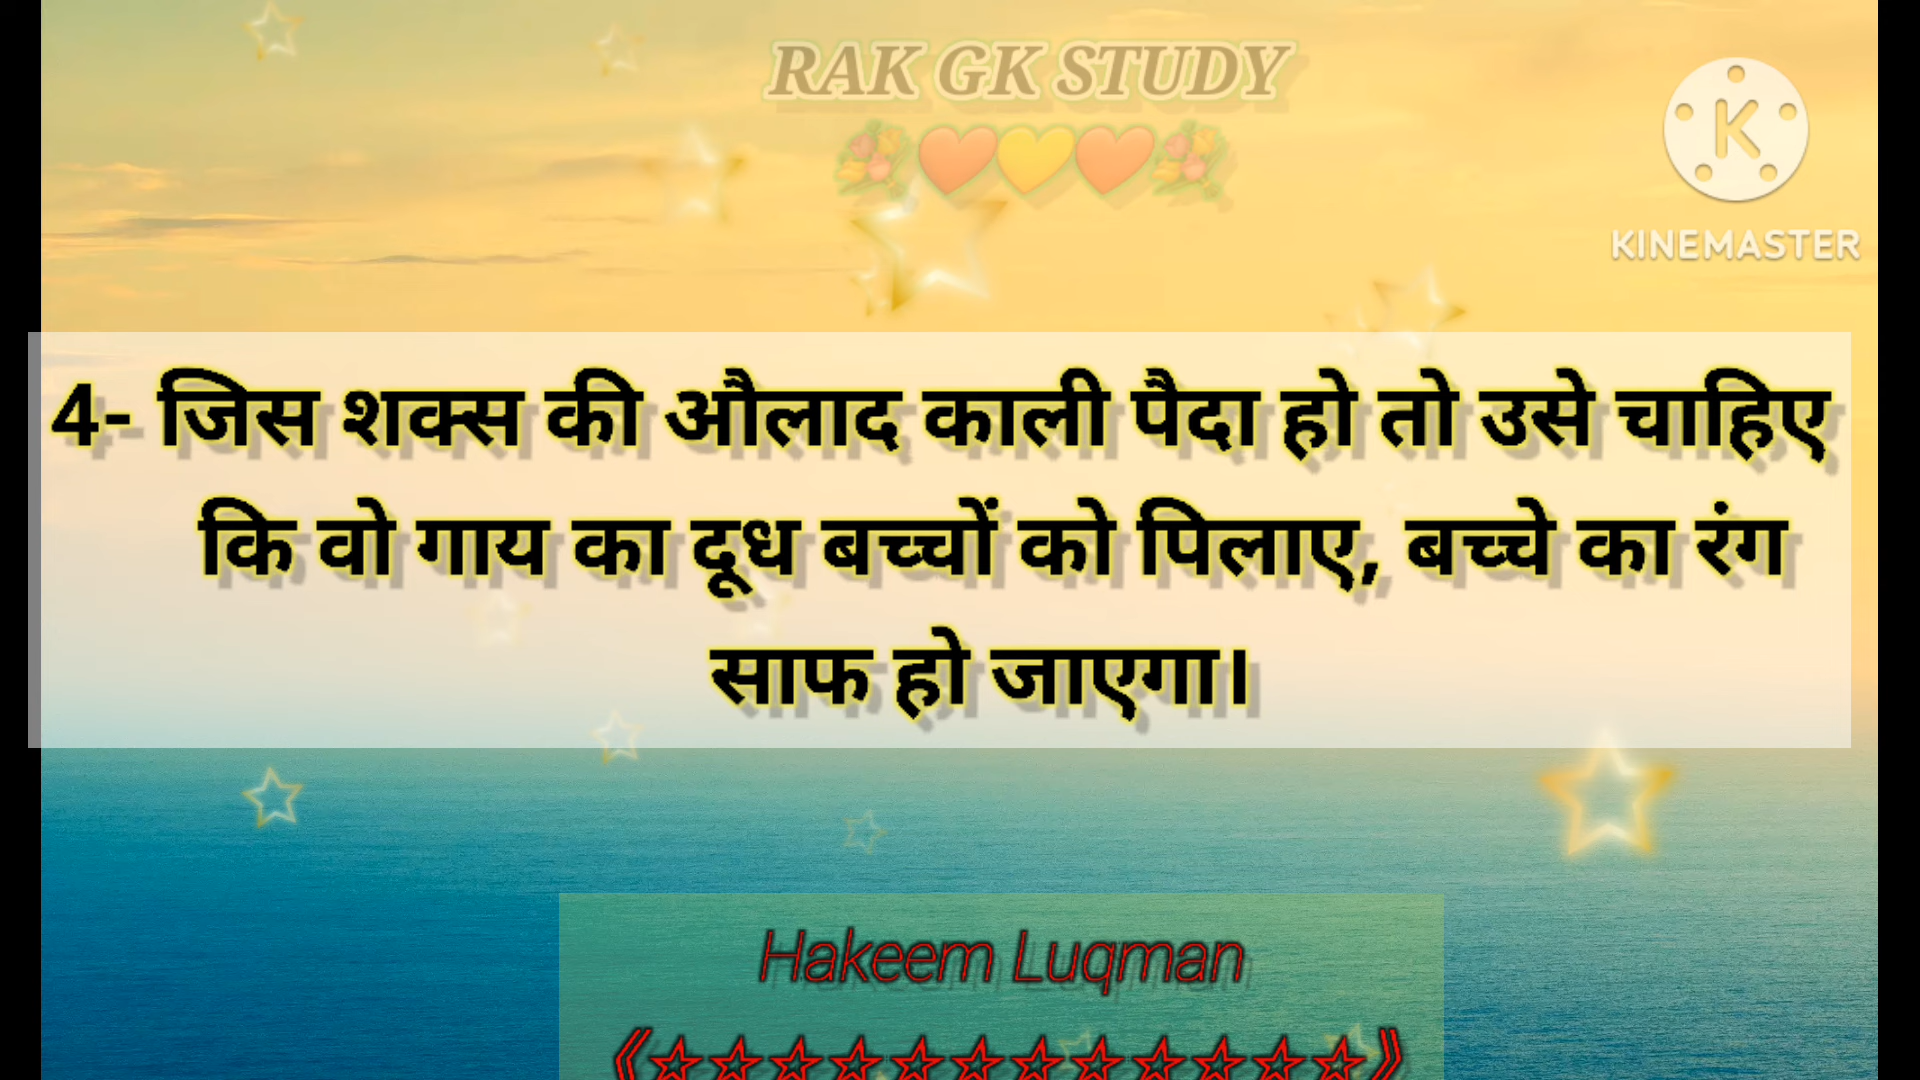 RAK GK STUDY
K
KINEMASTER
4- जिस शक्स की औलाद काली पैदा हो तो उसे चाहिए
कि वो गाय का दूध बच्चों को पिलाए, बच्चे का रंग
साफ हो जाएगा।
Hakeem Luqman